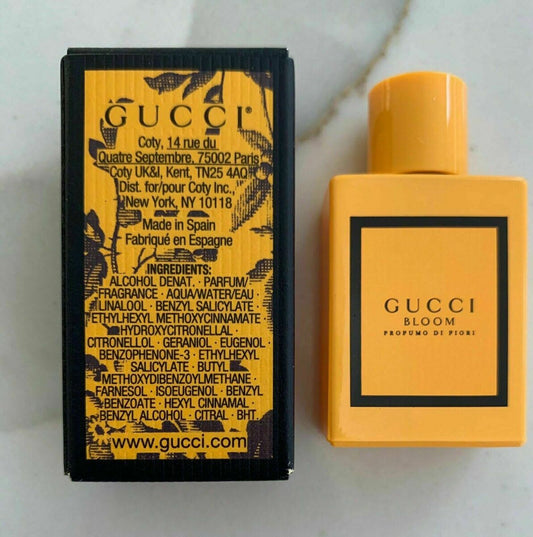 GUCCI®
Coty, 14 rue du
Quatre Septembre, 75002 Paris
Coty UK&I, Kent, TN25 4AQ
Dist. for/pour Coty Inc.,
New York, NY 10118
Made in Spain
Fabriqué en Espagne
INGREDIENTS:
ALCOHOL DENAT. · PARFUM/
FRAGRANCE · AQUA/WATER/EAU ·
LINALOOL · BENZYL SALICYLATE ·
ETHYLHEXYL METHOXYCINNAMATE
· HYDROXYCITRONELLAL ·
CITRONELLOL · GERANIOL · EUGENOL ·
BENZOPHENONE-3 · ETHYLHEXYL
SALICYLATE · BUTYL
METHOXYDIBENZOYLMETHANE ·
FARNESOL · ISOEUGENOL · BENZYL
BENZOATE · HEXYL CINNAMAL ·
BENZYL ALCOHOL · CITRAL · BHT.
www.gucci.com
GUCCI
BLOOM
PROFUMO DI FIORI